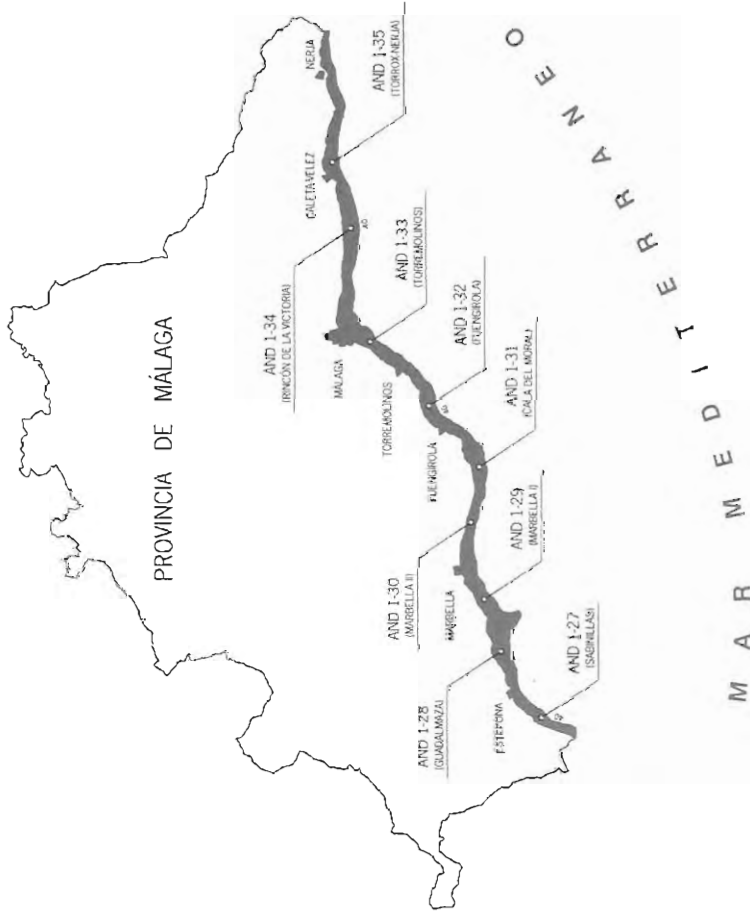 PROVINCIA DE MÁLAGA
NERJA
AND 1-35
(TORROX-NERJA)
CALETA-VELEZ
AND 1-34
(RINCÓN DE LA VICTORIA)
MÁLAGA
AND 1-33
(TORREMOLINOS)
TORREMOLINOS
AND 1-32
(FUENGIROLA)
FUENGIROLA
AND 1-31
(CALA DEL MORAL)
AND 1-30
(MARBELLA II)
MARBELLA
AND 1-29
(MARBELLA I)
AND 1-28
(GUADALMAZA)
ESTEPONA
AND 1-27
(SABINILLAS)
MAR MEDITERRANEO